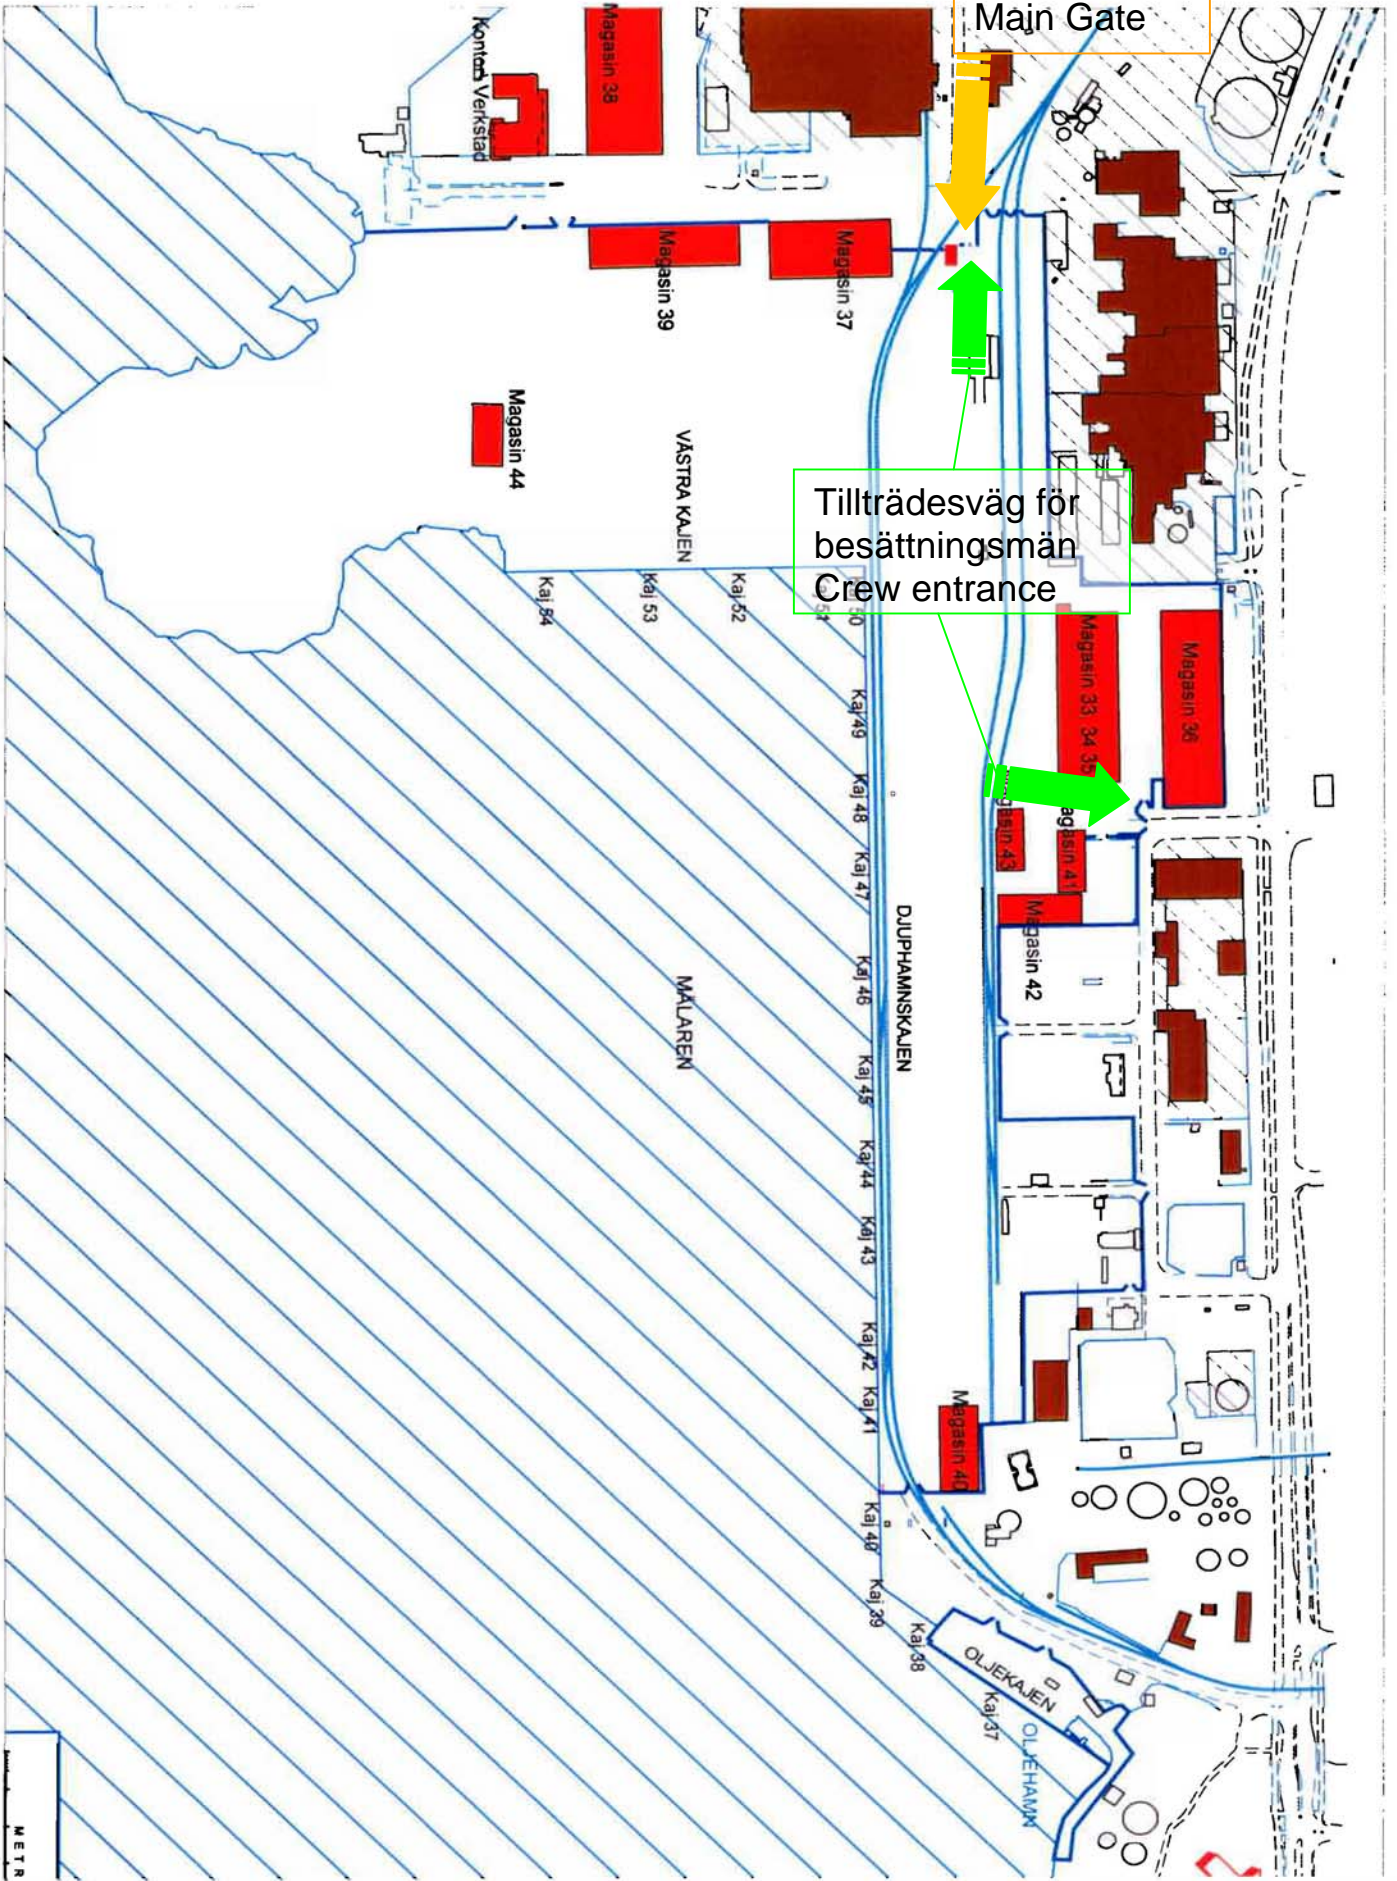 Main Gate
Magasin 38
Kontor
Verkstad
Magasin 39
Magasin 37
Magasin 44
VÄSTRA KAJEN
Tillträdesväg för
besättningsmän
Crew entrance
Kaj 54
Kaj 53
Kaj 52
Kaj 51
Kaj 50
Kaj 49
Kaj 48
Kaj 47
Kaj 46
Kaj 45
Kaj 44
Kaj 43
Kaj 42
Kaj 41
Kaj 40
Kaj 39
Kaj 38
Kaj 37
Magasin 33 34 35
Magasin 36
Magasin 43
Magasin 41
Magasin 42
DJUPHAMNSKAJEN
MÄLAREN
Magasin 40
OLJEKAJEN
OLJEHAMN
METR